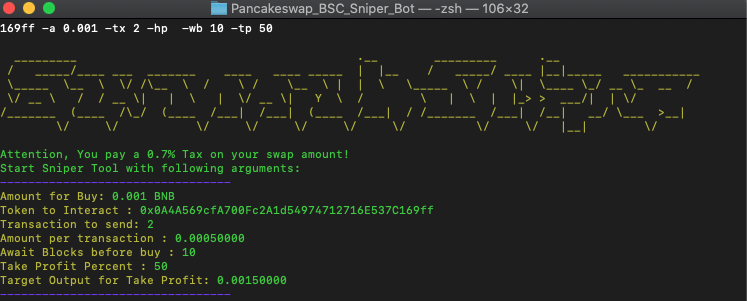 Pancakeswap_BSC_Sniper_Bot — -zsh — 106×32
169ff -a 0.001 -tx 2 -hp  -wb 10 -tp 50
Attention, You pay a 0.7% Tax on your swap amount!
Start Sniper Tool with following arguments:
---------------------------------
Amount for Buy: 0.001 BNB
Token to Interact : 0x0A4A569cfA700Fc2A1d54974712716E537C169ff
Transaction to send: 2
Amount per transaction : 0.00050000
Await Blocks before buy : 10
Take Profit Percent : 50
Target Output for Take Profit: 0.00150000
---------------------------------